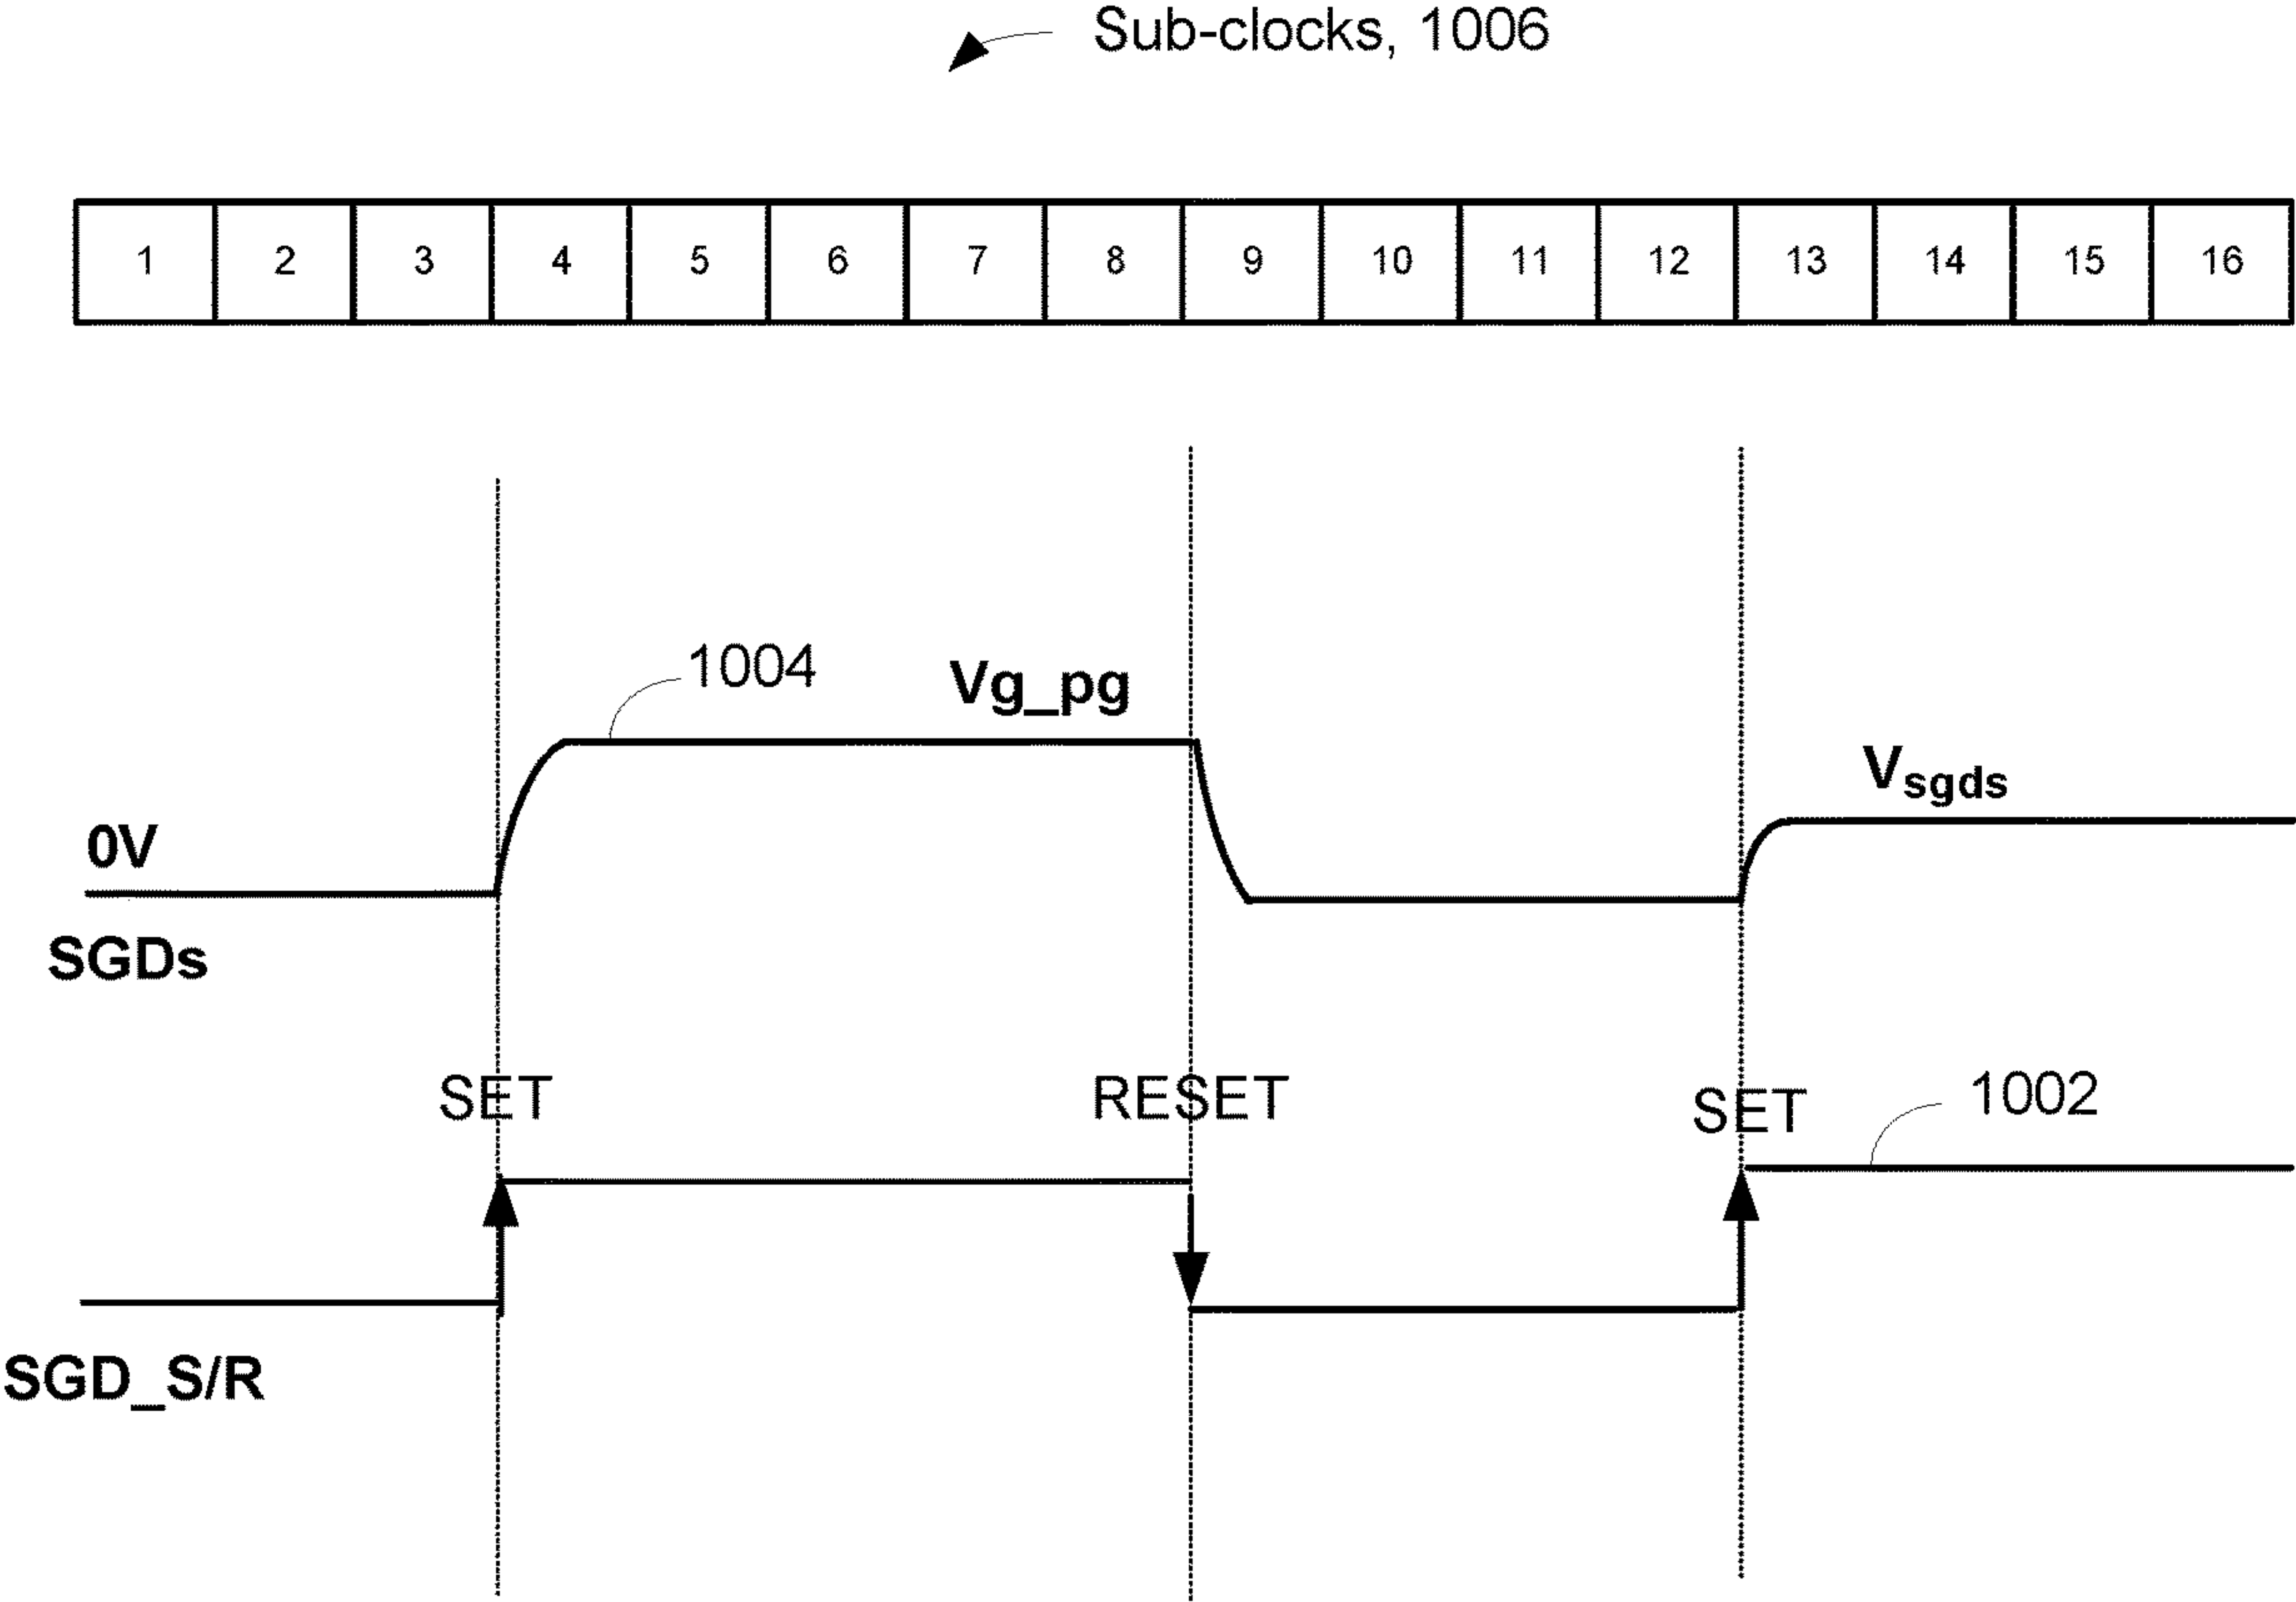 Sub-clocks, 1006
1 2 3 4 5 6 7 8 9 10 11 12 13 14 15 16
1004 Vg_pg
Vsgds
0V
SGDs
SET RESET SET 1002
SGD_S/R